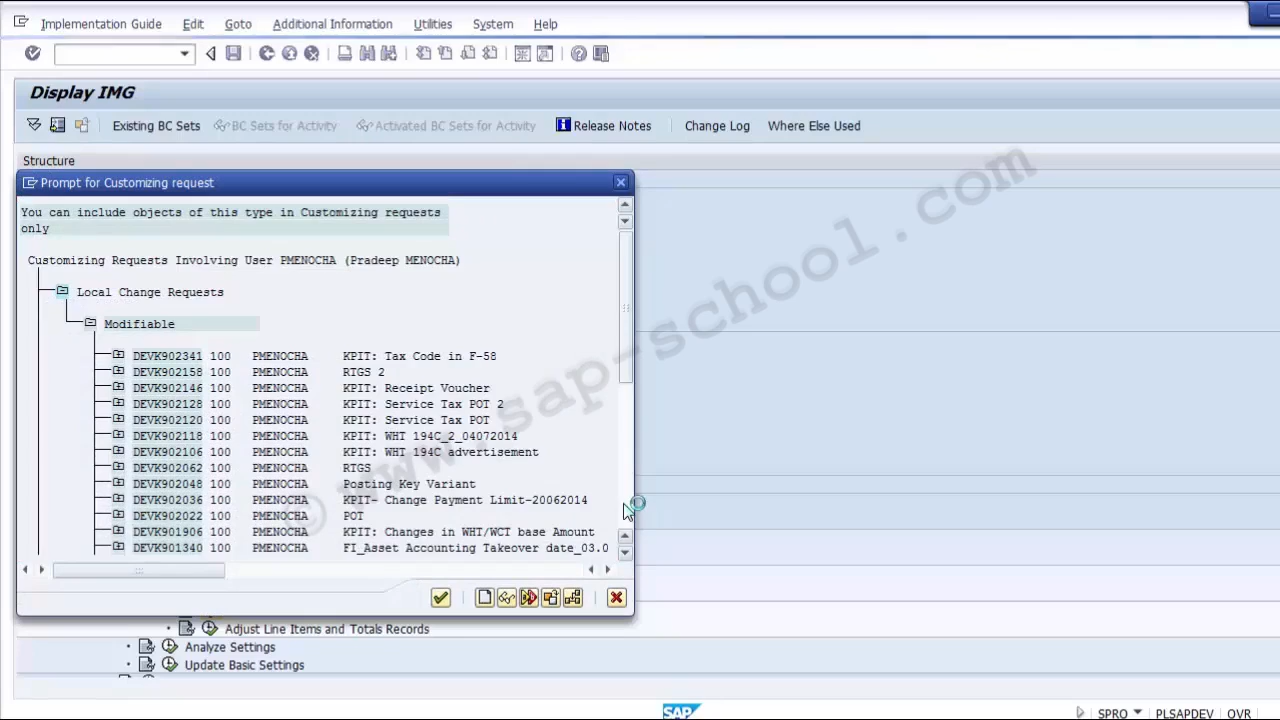 Implementation Guide Edit Goto Additional Information Utilities System Help
Display IMG
Existing BC Sets BC Sets for Activity Activated BC Sets for Activity Release Notes Change Log Where Else Used
Structure
Prompt for Customizing request
You can include objects of this type in Customizing requests
only
Customizing Requests Involving User PMENOCHA (Pradeep MENOCHA)
Local Change Requests
Modifiable
DEVK902341 100 PMENOCHA KPIT: Tax Code in F-58
DEVK902158 100 PMENOCHA RTGS 2
DEVK902146 100 PMENOCHA KPIT: Receipt Voucher
DEVK902128 100 PMENOCHA KPIT: Service Tax POT 2
DEVK902120 100 PMENOCHA KPIT: Service Tax POT
DEVK902118 100 PMENOCHA KPIT: WHT 194C_2_04072014
DEVK902106 100 PMENOCHA KPIT: WHT 194C advertisement
DEVK902062 100 PMENOCHA RTGS
DEVK902048 100 PMENOCHA Posting Key Variant
DEVK902036 100 PMENOCHA KPIT- Change Payment Limit-20062014
DEVK902022 100 PMENOCHA POT
DEVK901906 100 PMENOCHA KPIT: Changes in WHT/WCT base Amount
DEVK901340 100 PMENOCHA FI_Asset Accounting Takeover date_03.0
Adjust Line Items and Totals Records
Analyze Settings
Update Basic Settings
© www.sap-school.com
SAP SPRO PLSAPDEV OVR